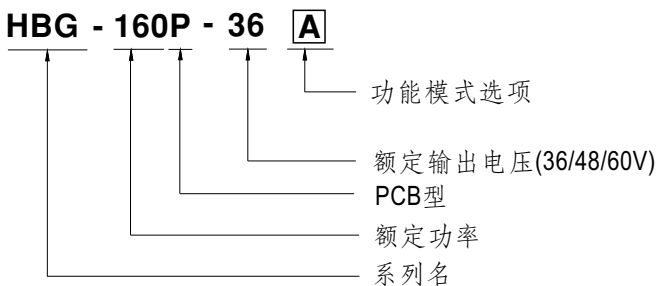 HBG - 160P - 36 A
功能模式选项
额定输出电压(36/48/60V)
PCB型
额定功率
系列名